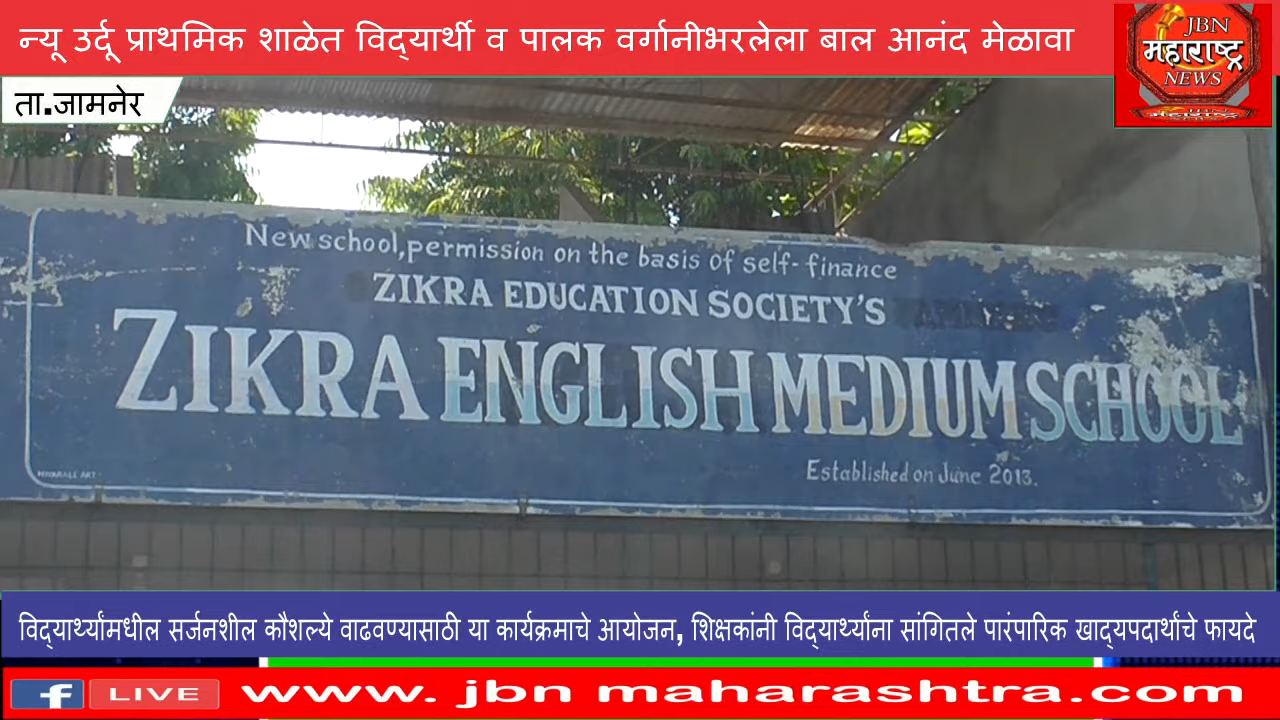 न्यू उर्दू प्राथमिक शाळेत विद्यार्थी व पालक वर्गानीभरलेला बाल आनंद मेळावा
JBN
महाराष्ट्र
NEWS
ता.जामनेर
New school, permission on the basis of self-finance
ZIKRA EDUCATION SOCIETY'S
ZIKRA ENGLISH MEDIUM SCHOOL
Established on June 2013.
विद्यार्थ्यांमधील सर्जनशील कौशल्ये वाढवण्यासाठी या कार्यक्रमाचे आयोजन, शिक्षकांनी विद्यार्थ्यांना सांगितले पारंपारिक खाद्यपदार्थांचे फायदे
f LIVE www. jbn maharashtra.com